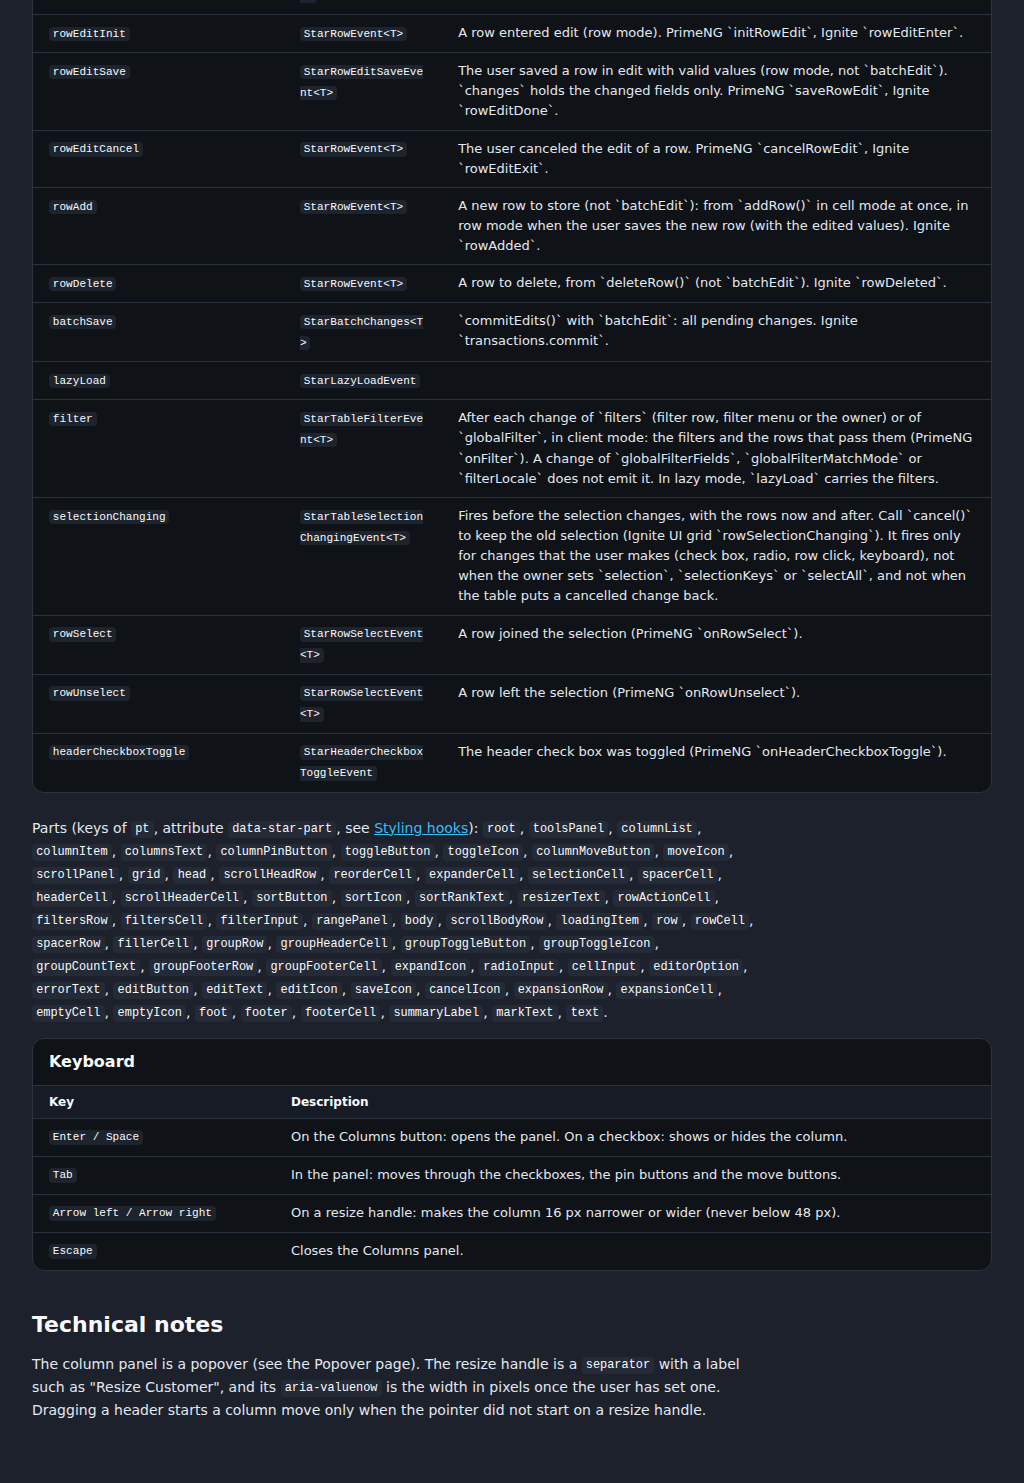 rowEditInit StarRowEvent<T> A row entered edit (row mode). PrimeNG `initRowEdit`, Ignite `rowEditEnter`.
rowEditSave StarRowEditSaveEve The user saved a row in edit with valid values (row mode, not `batchEdit`).
nt<T> `changes` holds the changed fields only. PrimeNG `saveRowEdit`, Ignite
`rowEditDone`.
rowEditCancel StarRowEvent<T> The user canceled the edit of a row. PrimeNG `cancelRowEdit`, Ignite
`rowEditExit`.
rowAdd StarRowEvent<T> A new row to store (not `batchEdit`): from `addRow()` in cell mode at once, in
row mode when the user saves the new row (with the edited values). Ignite
`rowAdded`.
rowDelete StarRowEvent<T> A row to delete, from `deleteRow()` (not `batchEdit`). Ignite `rowDeleted`.
batchSave StarBatchChanges<T `commitEdits()` with `batchEdit`: all pending changes. Ignite
> `transactions.commit`.
lazyLoad StarLazyLoadEvent
filter StarTableFilterEve After each change of `filters` (filter row, filter menu or the owner) or of
nt<T> `globalFilter`, in client mode: the filters and the rows that pass them (PrimeNG
`onFilter`). A change of `globalFilterFields`, `globalFilterMatchMode` or
`filterLocale` does not emit it. In lazy mode, `lazyLoad` carries the filters.
selectionChanging StarTableSelection Fires before the selection changes, with the rows now and after. Call `cancel()`
ChangingEvent<T> to keep the old selection (Ignite UI grid `rowSelectionChanging`). It fires only
for changes that the user makes (check box, radio, row click, keyboard), not
when the owner sets `selection`, `selectionKeys` or `selectAll`, and not when
the table puts a cancelled change back.
rowSelect StarRowSelectEvent A row joined the selection (PrimeNG `onRowSelect`).
<T>
rowUnselect StarRowSelectEvent A row left the selection (PrimeNG `onRowUnselect`).
<T>
headerCheckboxToggle StarHeaderCheckbox The header check box was toggled (PrimeNG `onHeaderCheckboxToggle`).
ToggleEvent
Parts (keys of pt, attribute data-star-part, see Styling hooks): root, toolsPanel, columnList,
columnItem, columnsText, columnPinButton, toggleButton, toggleIcon, columnMoveButton, moveIcon,
scrollPanel, grid, head, scrollHeadRow, reorderCell, expanderCell, selectionCell, spacerCell,
headerCell, scrollHeaderCell, sortButton, sortIcon, sortRankText, resizerText, rowActionCell,
filtersRow, filtersCell, filterInput, rangePanel, body, scrollBodyRow, loadingItem, row, rowCell,
spacerRow, fillerCell, groupRow, groupHeaderCell, groupToggleButton, groupToggleIcon,
groupCountText, groupFooterRow, groupFooterCell, expandIcon, radioInput, cellInput, editorOption,
errorText, editButton, editText, editIcon, saveIcon, cancelIcon, expansionRow, expansionCell,
emptyCell, emptyIcon, foot, footer, footerCell, summaryLabel, markText, text.
Keyboard
Key Description
Enter / Space On the Columns button: opens the panel. On a checkbox: shows or hides the column.
Tab In the panel: moves through the checkboxes, the pin buttons and the move buttons.
Arrow left / Arrow right On a resize handle: makes the column 16 px narrower or wider (never below 48 px).
Escape Closes the Columns panel.
Technical notes
The column panel is a popover (see the Popover page). The resize handle is a separator with a label
such as "Resize Customer", and its aria-valuenow is the width in pixels once the user has set one.
Dragging a header starts a column move only when the pointer did not start on a resize handle.